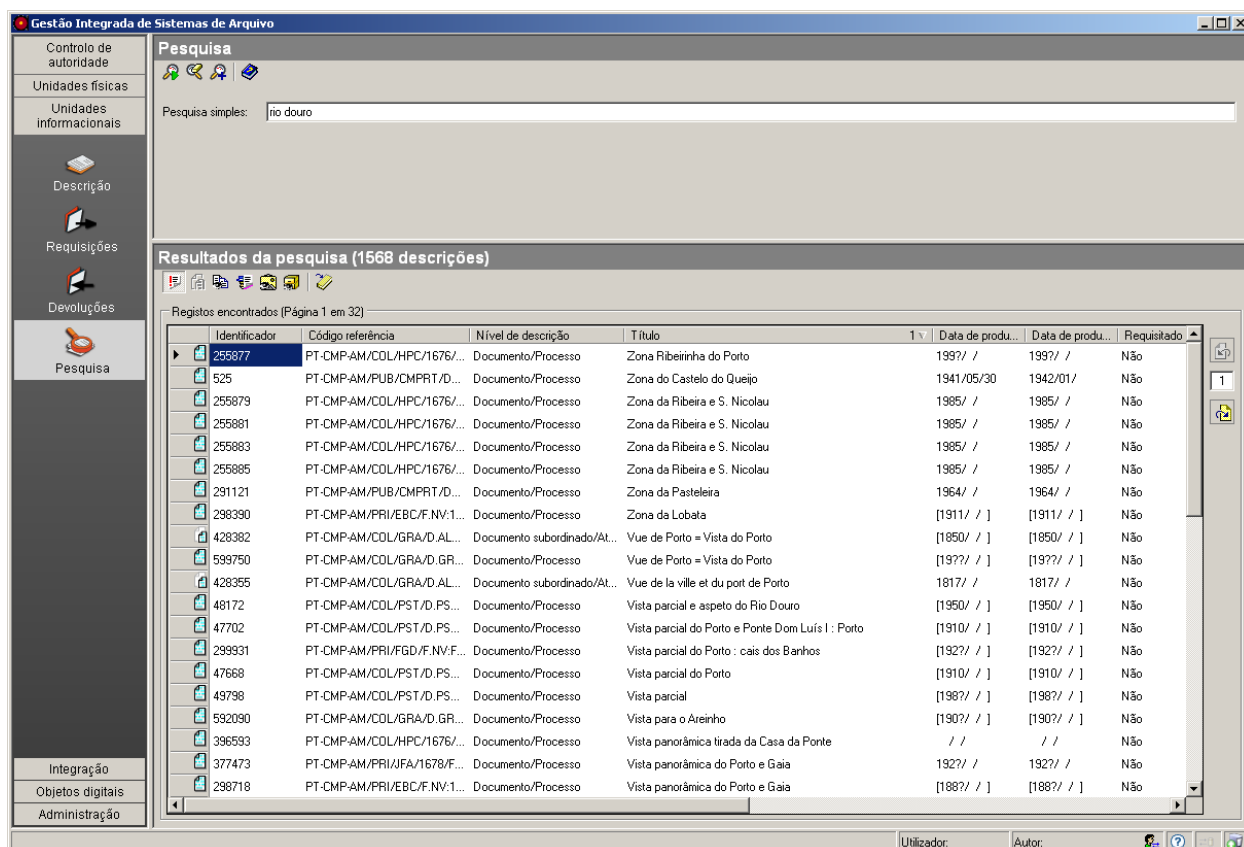 Gestão Integrada de Sistemas de Arquivo
Controlo de
autoridade
Unidades físicas
Unidades
informacionais
Descrição
Requisições
Devoluções
Pesquisa
Integração
Objetos digitais
Administração
Pesquisa
Pesquisa simples: rio douro
Resultados da pesquisa (1568 descrições)
Registos encontrados (Página 1 em 32)
Identificador Código referência Nível de descrição Título 1 Data de produ... Data de produ... Requisitado
255877 PT-CMP-AM/COL/HPC/1676/... Documento/Processo Zona Ribeirinha do Porto 199?/ / 199?/ / Não
525 PT-CMP-AM/PUB/CMPRT/D... Documento/Processo Zona do Castelo do Queijo 1941/05/30 1942/01/ Não
255879 PT-CMP-AM/COL/HPC/1676/... Documento/Processo Zona da Ribeira e S. Nicolau 1985/ / 1985/ / Não
255881 PT-CMP-AM/COL/HPC/1676/... Documento/Processo Zona da Ribeira e S. Nicolau 1985/ / 1985/ / Não
255883 PT-CMP-AM/COL/HPC/1676/... Documento/Processo Zona da Ribeira e S. Nicolau 1985/ / 1985/ / Não
255885 PT-CMP-AM/COL/HPC/1676/... Documento/Processo Zona da Ribeira e S. Nicolau 1985/ / 1985/ / Não
291121 PT-CMP-AM/PUB/CMPRT/D... Documento/Processo Zona da Pasteleira 1964/ / 1964/ / Não
298390 PT-CMP-AM/PRI/EBC/F.NV:1... Documento/Processo Zona da Lobata [1911/ / ] [1911/ / ] Não
428382 PT-CMP-AM/COL/GRA/D.AL... Documento subordinado/At... Vue de Porto = Vista do Porto [1850/ / ] [1850/ / ] Não
599750 PT-CMP-AM/COL/GRA/D.GR... Documento/Processo Vue de Porto = Vista do Porto [19??/ / ] [19??/ / ] Não
428355 PT-CMP-AM/COL/GRA/D.AL... Documento subordinado/At... Vue de la ville et du port de Porto 1817/ / 1817/ / Não
48172 PT-CMP-AM/COL/PST/D.PS... Documento/Processo Vista parcial e aspeto do Rio Douro [1950/ / ] [1950/ / ] Não
47702 PT-CMP-AM/COL/PST/D.PS... Documento/Processo Vista parcial do Porto e Ponte Dom Luís I : Porto [1910/ / ] [1910/ / ] Não
299931 PT-CMP-AM/PRI/FGD/F.NV:F... Documento/Processo Vista parcial do Porto : cais dos Banhos [192?/ / ] [192?/ / ] Não
47668 PT-CMP-AM/COL/PST/D.PS... Documento/Processo Vista parcial do Porto [1910/ / ] [1910/ / ] Não
49798 PT-CMP-AM/COL/PST/D.PS... Documento/Processo Vista parcial [198?/ / ] [198?/ / ] Não
592090 PT-CMP-AM/COL/GRA/D.GR... Documento/Processo Vista para o Areinho [190?/ / ] [190?/ / ] Não
396593 PT-CMP-AM/COL/HPC/1676/... Documento/Processo Vista panorâmica tirada da Casa da Ponte / / / / Não
377473 PT-CMP-AM/PRI/JFA/1678/F... Documento/Processo Vista panorâmica do Porto e Gaia 192?/ / 192?/ / Não
298718 PT-CMP-AM/PRI/EBC/F.NV:1... Documento/Processo Vista panorâmica do Porto e Gaia [188?/ / ] [188?/ / ] Não
1
Utilizador: Autor: